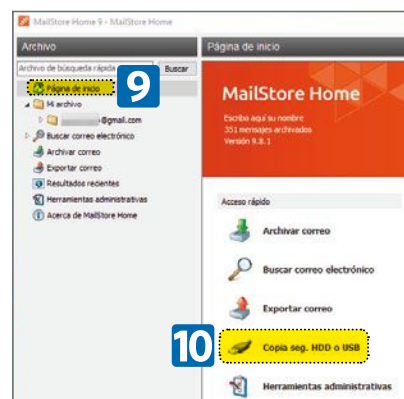 MailStore Home 9 - MailStore Home
Archivo
Página de inicio
Archivo de búsqueda rápida
Buscar
Página de inicio
9
Mi archivo
@gmail.com
Buscar correo electrónico
Archivar correo
Exportar correo
Resultados recientes
Herramientas administrativas
Acerca de MailStore Home
MailStore Home
Escriba aquí su nombre
351 mensajes archivados
Versión 9.8.1
Acceso rápido
Archivar correo
Buscar correo electrónico
Exportar correo
10
Copia seg. HDD o USB
Herramientas administrativas